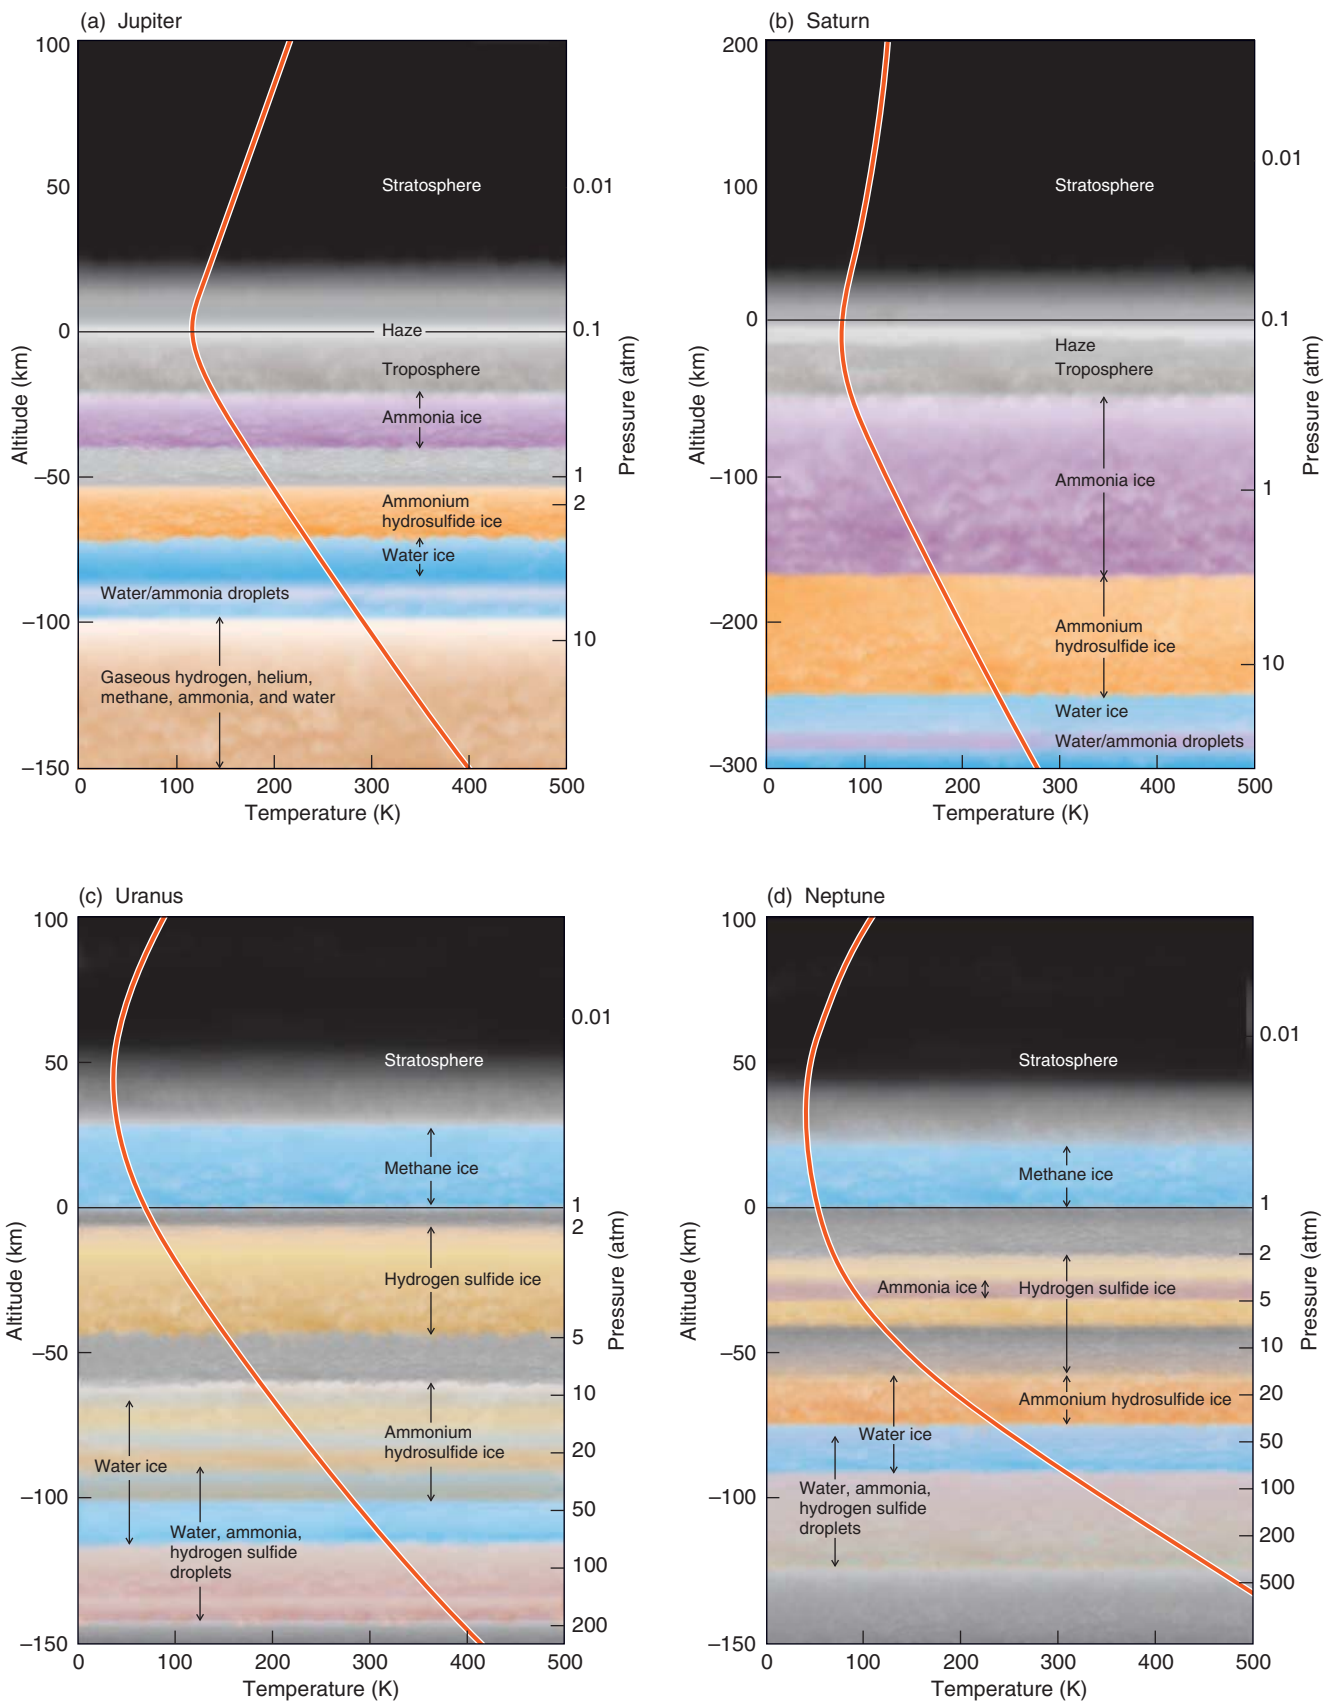 (a) Jupiter
100
50
0
–50
–100
–150
Altitude (km)
Stratosphere
Haze
Troposphere
Ammonia ice
Ammonium
hydrosulfide ice
Water ice
Water/ammonia droplets
Gaseous hydrogen, helium,
methane, ammonia, and water
0.01
0.1
1
2
10
Pressure (atm)
0 100 200 300 400 500
Temperature (K)
(b) Saturn
200
100
0
–100
–200
–300
Altitude (km)
Stratosphere
Haze
Troposphere
Ammonia ice
Ammonium
hydrosulfide ice
Water ice
Water/ammonia droplets
0.01
0.1
1
10
Pressure (atm)
0 100 200 300 400 500
Temperature (K)
(c) Uranus
100
50
0
–50
–100
–150
Altitude (km)
Stratosphere
Methane ice
Hydrogen sulfide ice
Ammonium
hydrosulfide ice
Water ice
Water, ammonia,
hydrogen sulfide
droplets
0.01
1
2
5
10
20
50
100
200
Pressure (atm)
0 100 200 300 400 500
Temperature (K)
(d) Neptune
100
50
0
–50
–100
–150
Altitude (km)
Stratosphere
Methane ice
Ammonia ice
Hydrogen sulfide ice
Ammonium hydrosulfide ice
Water ice
Water, ammonia,
hydrogen sulfide
droplets
0.01
1
2
5
10
20
50
100
200
500
Pressure (atm)
0 100 200 300 400 500
Temperature (K)